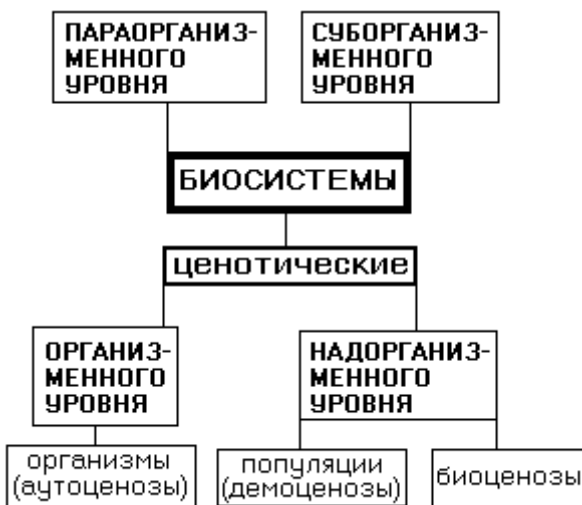 ПАРАОРГАНИЗ-
МЕННОГО
УРОВНЯ
СУБОРГАНИЗ-
МЕННОГО
УРОВНЯ
БИОСИСТЕМЫ
ценотические
ОРГАНИЗ-
МЕННОГО
УРОВНЯ
НАДОРГАНИЗ-
МЕННОГО
УРОВНЯ
организмы
(аутоценозы)
популяции
(демоценозы)
биоценозы